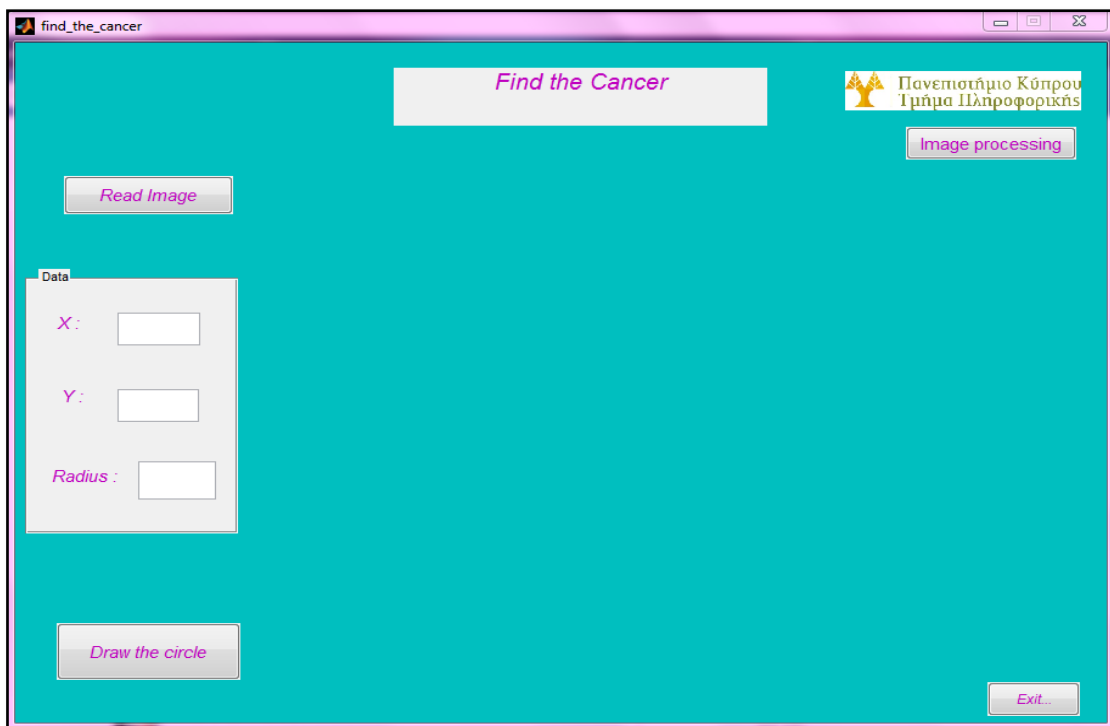 find_the_cancer
Find the Cancer
Πανεπιστήμιο Κύπρου
Τμήμα Πληροφορικής
Image processing
Read Image
Data
X :
Y :
Radius :
Draw the circle
Exit...